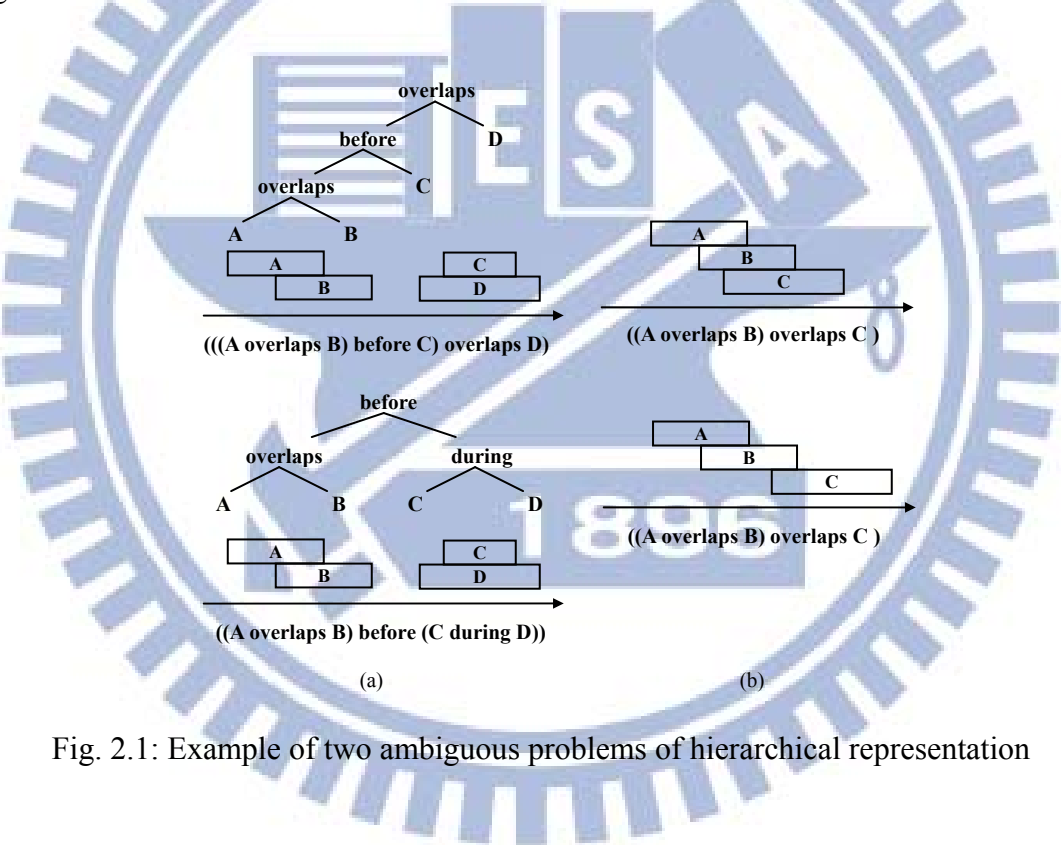 overlaps
before D
overlaps C
A B
A
B
C
D
(((A overlaps B) before C) overlaps D)
A
B
C
((A overlaps B) overlaps C )
before
overlaps during
A B C D
A
B
C
D
((A overlaps B) before (C during D))
(a)
A
B
C
((A overlaps B) overlaps C )
(b)
Fig. 2.1: Example of two ambiguous problems of hierarchical representation
E S A
1896